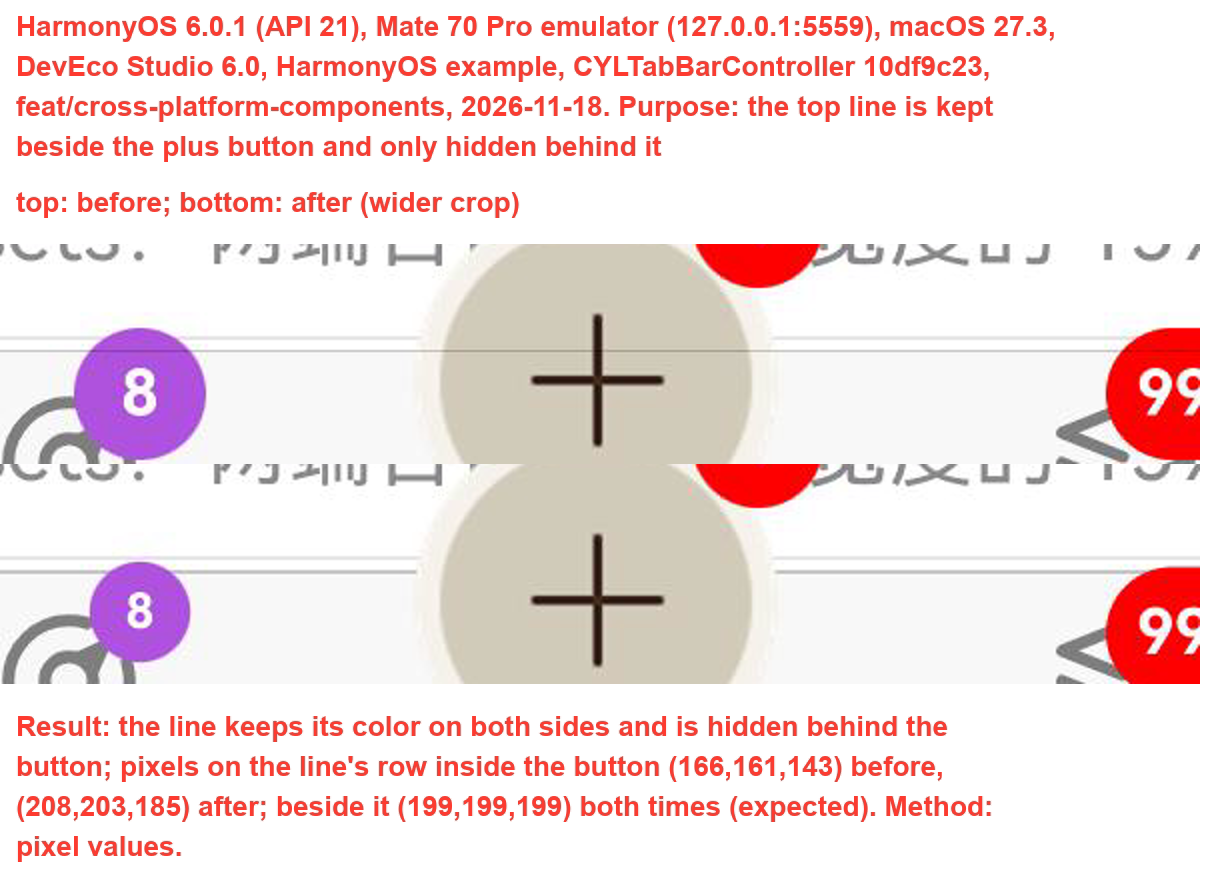 HarmonyOS 6.0.1 (API 21), Mate 70 Pro emulator (127.0.0.1:5559), macOS 27.3,
DevEco Studio 6.0, HarmonyOS example, CYLTabBarController 10df9c23,
feat/cross-platform-components, 2026-11-18. Purpose: the top line is kept
beside the plus button and only hidden behind it
top: before; bottom: after (wider crop)
8
99
8
99
Result: the line keeps its color on both sides and is hidden behind the
button; pixels on the line's row inside the button (166,161,143) before,
(208,203,185) after; beside it (199,199,199) both times (expected). Method:
pixel values.